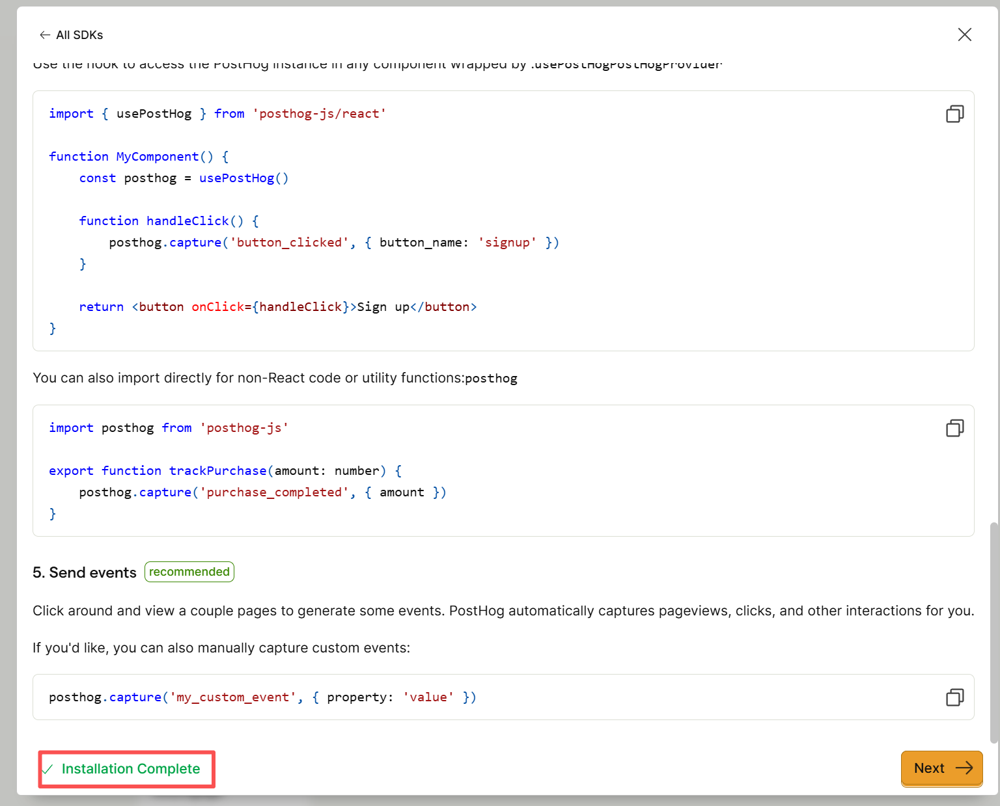 ← All SDKs
Use the hook to access the PostHog instance in any component wrapped by .usePostHogPostHogProvider
import { usePostHog } from 'posthog-js/react'
function MyComponent() {
    const posthog = usePostHog()
    function handleClick() {
        posthog.capture('button_clicked', { button_name: 'signup' })
    }
    return <button onClick={handleClick}>Sign up</button>
}
You can also import directly for non-React code or utility functions:posthog
import posthog from 'posthog-js'
export function trackPurchase(amount: number) {
    posthog.capture('purchase_completed', { amount })
}
5. Send events recommended
Click around and view a couple pages to generate some events. PostHog automatically captures pageviews, clicks, and other interactions for you.
If you'd like, you can also manually capture custom events:
posthog.capture('my_custom_event', { property: 'value' })
✓ Installation Complete
Next →